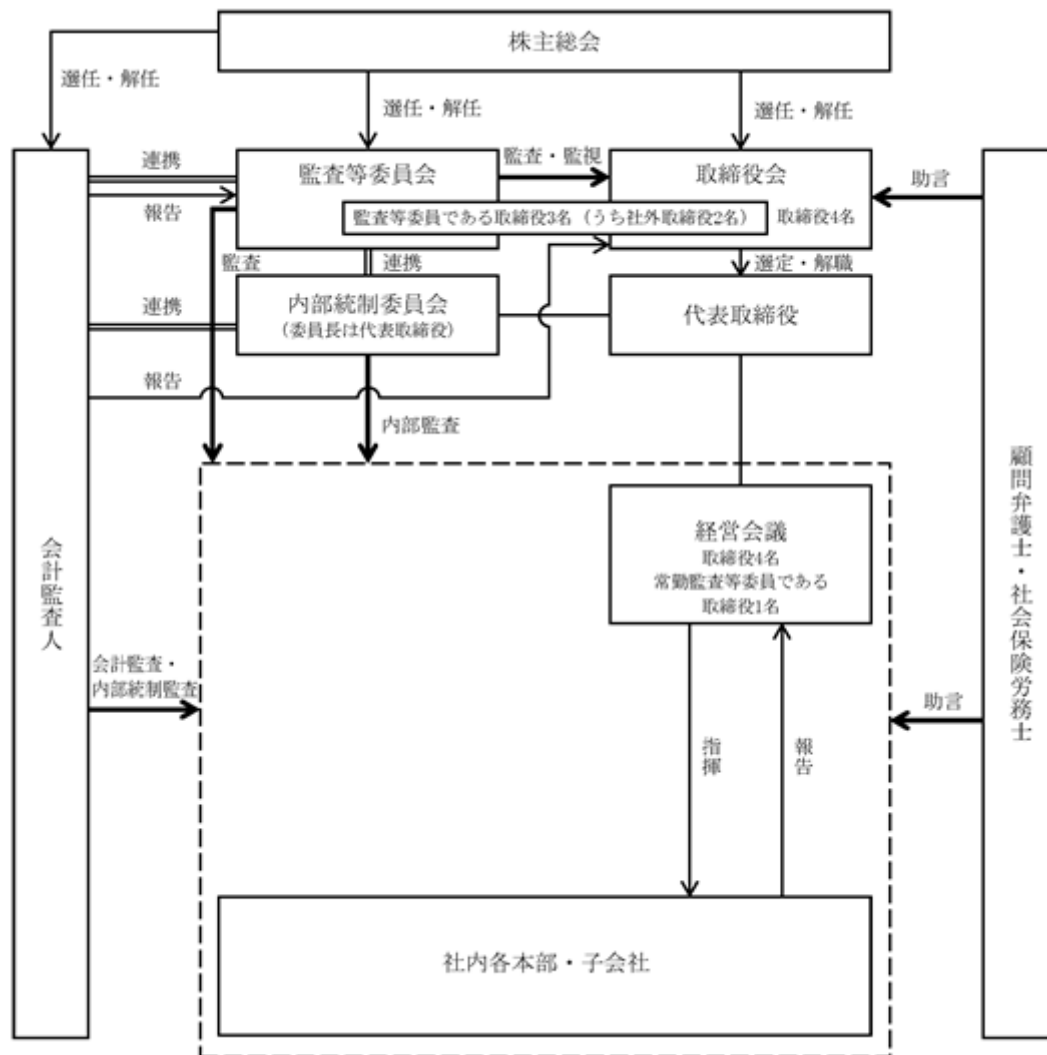 株主総会
選任・解任
選任・解任
選任・解任
連携
監査等委員会
監査・監視
取締役会
助言
報告
監査等委員である取締役3名（うち社外取締役2名）
取締役4名
監査
連携
選定・解職
連携
内部統制委員会
（委員長は代表取締役）
代表取締役
報告
内部監査
会計監査人
顧問弁護士・社会保険労務士
経営会議
取締役4名
常勤監査等委員である
取締役1名
会計監査・
内部統制監査
助言
指揮
報告
社内各本部・子会社